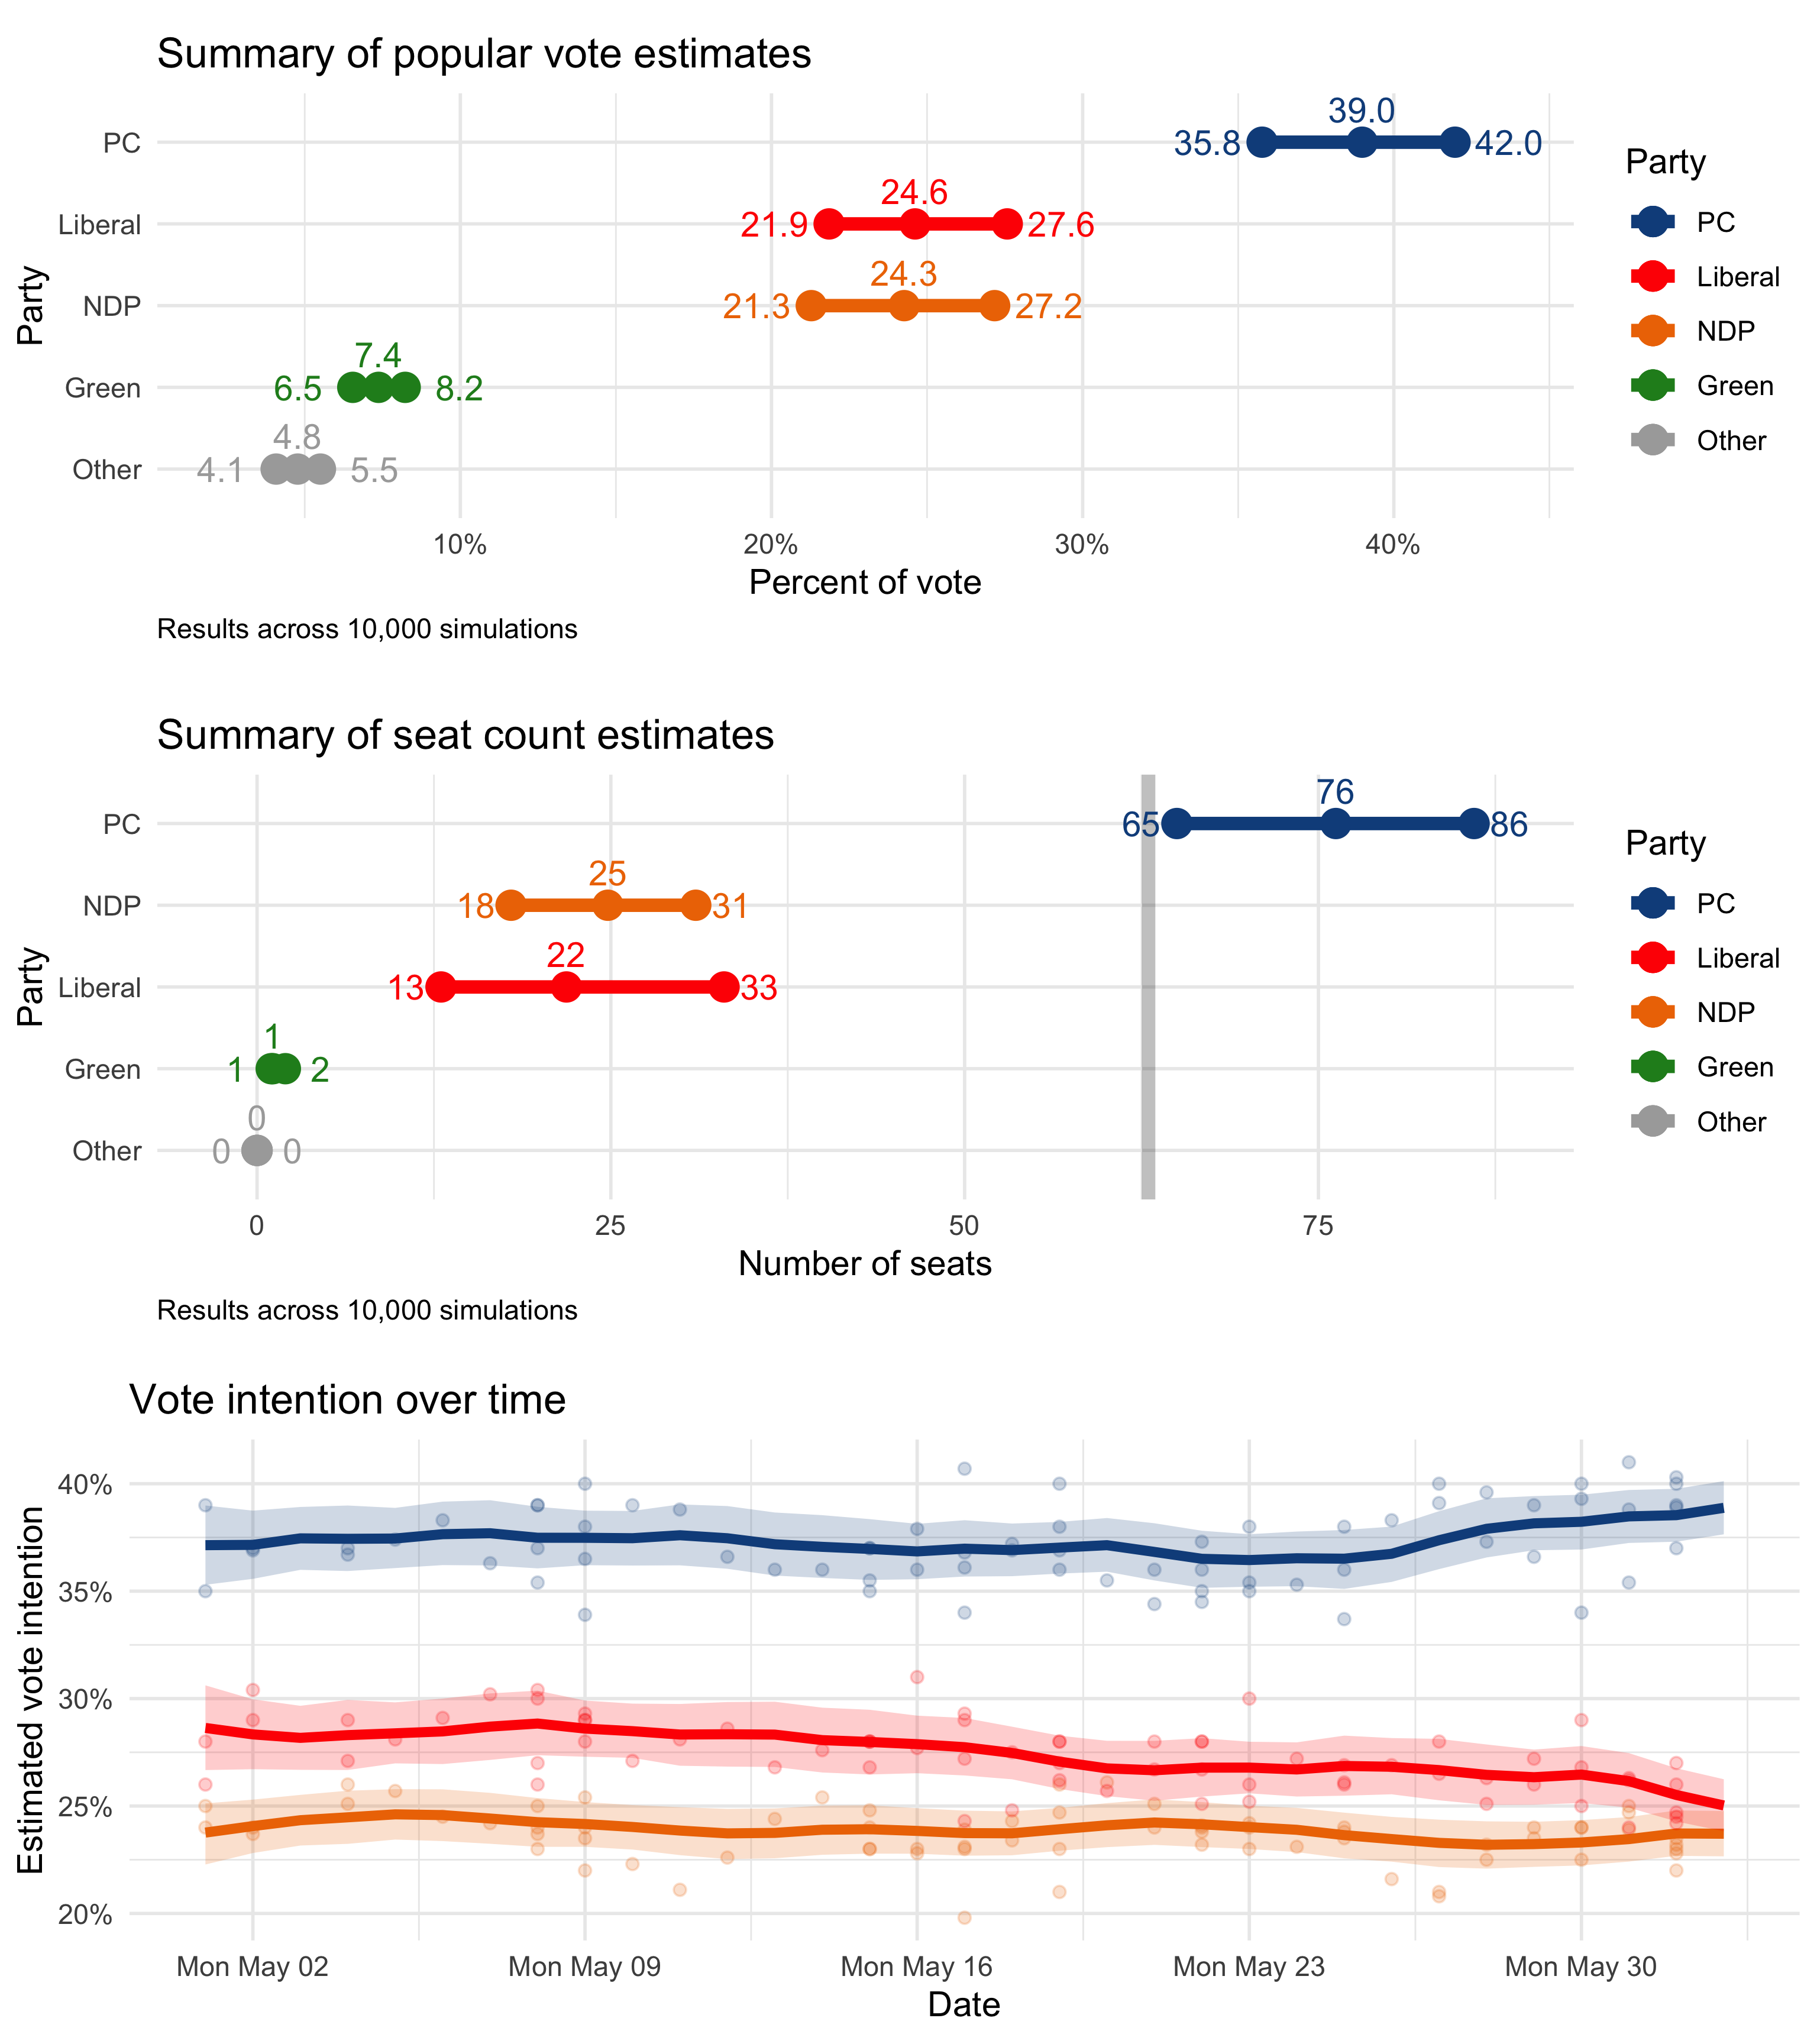 Summary of popular vote estimates
39.0
PC 35.8 42.0
24.6
Liberal 21.9 27.6
24.3
NDP 21.3 27.2
7.4
Green 6.5 8.2
4.8
Other 4.1 5.5
Party
10% 20% 30% 40%
Percent of vote
Results across 10,000 simulations
Party
PC
Liberal
NDP
Green
Other
Summary of seat count estimates
76
PC 65 86
25
NDP 18 31
22
Liberal 13 33
1
Green 1 2
0
Other 0 0
Party
0 25 50 75
Number of seats
Results across 10,000 simulations
Party
PC
Liberal
NDP
Green
Other
Vote intention over time
Estimated vote intention
40%
35%
30%
25%
20%
Mon May 02 Mon May 09 Mon May 16 Mon May 23 Mon May 30
Date